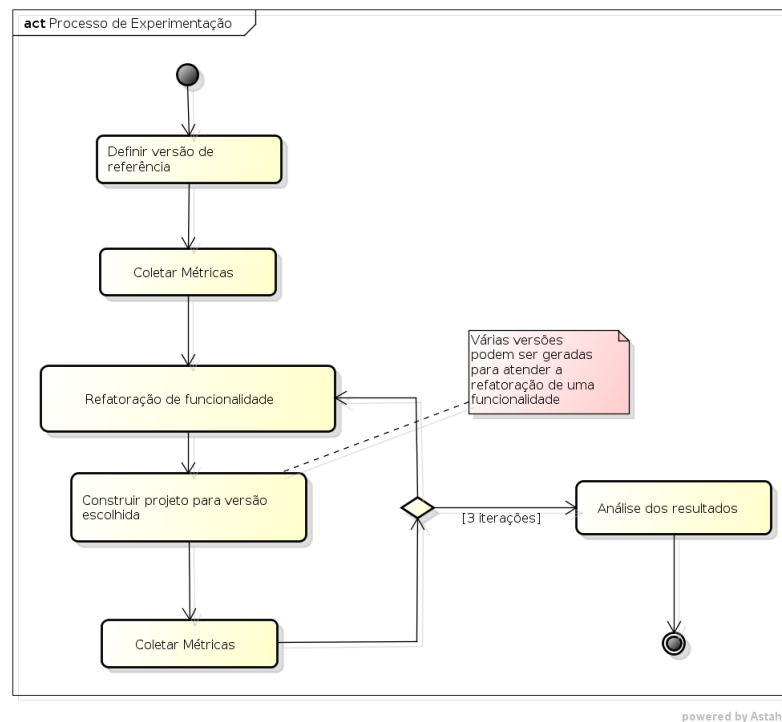 act Processo de Experimentação
Definir versão de
referência
Coletar Métricas
Várias versões
podem ser geradas
para atender a
refatoração de uma
funcionalidade
Refatoração de funcionalidade
Construir projeto para versão
escolhida
[3 iterações]
Análise dos resultados
Coletar Métricas
powered by Astah